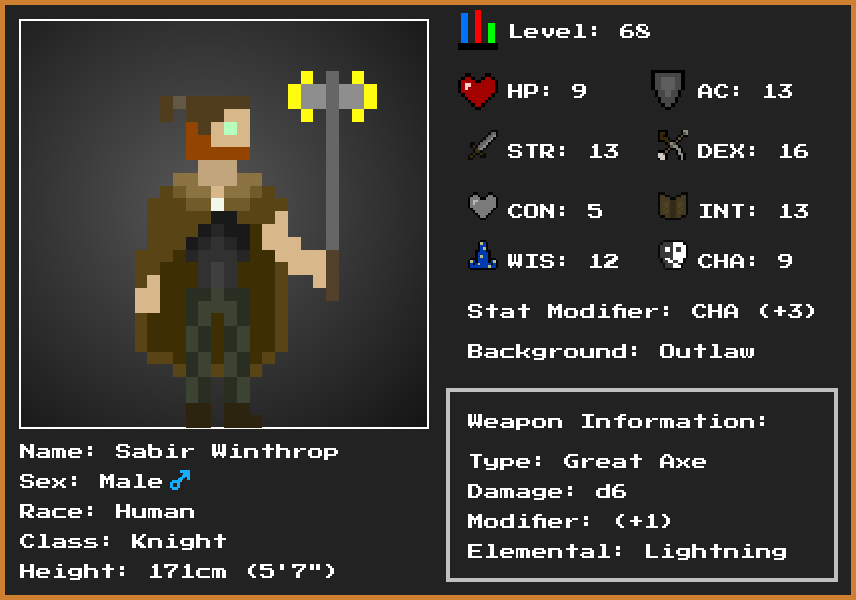 Level: 68
HP: 9
AC: 13
STR: 13
DEX: 16
CON: 5
INT: 13
WIS: 12
CHA: 9
Stat Modifier: CHA (+3)
Background: Outlaw
Weapon Information:
Type: Great Axe
Damage: d6
Modifier: (+1)
Elemental: Lightning
Name: Sabir Winthrop
Sex: Male ♂
Race: Human
Class: Knight
Height: 171cm (5'7")